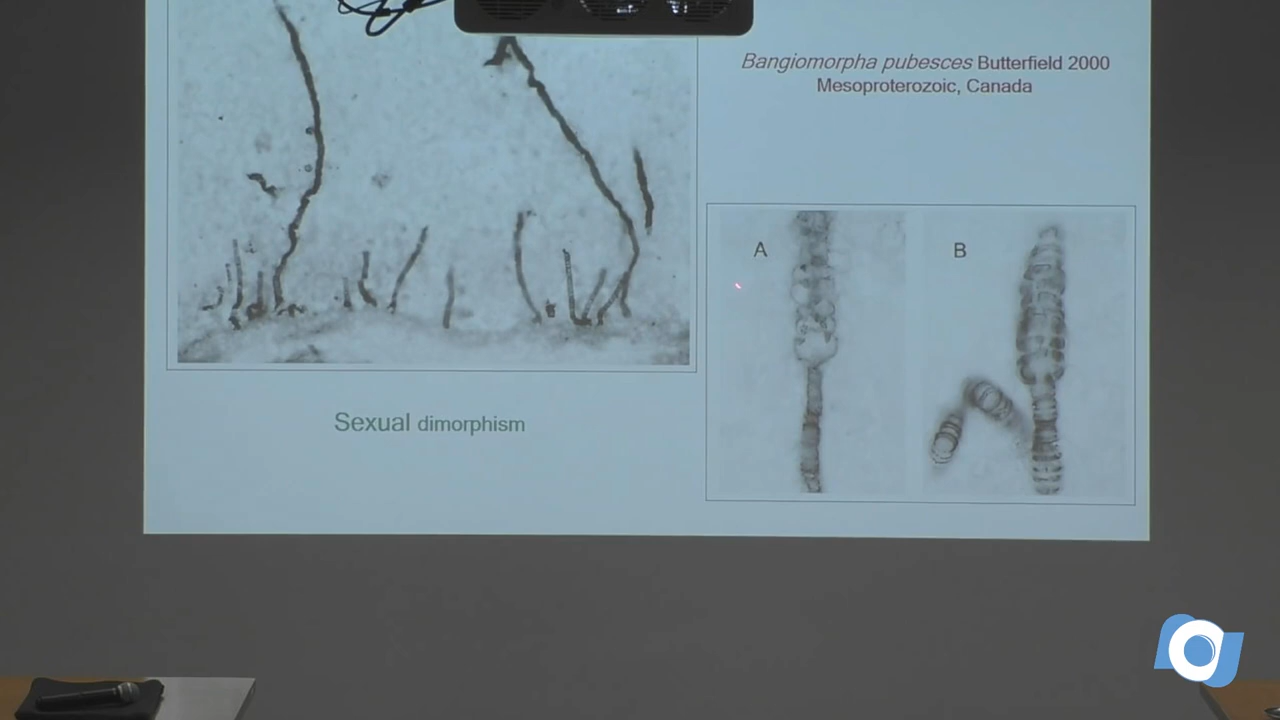 Bangiomorpha pubesces Butterfield 2000
Mesoproterozoic, Canada
A
B
Sexual dimorphism